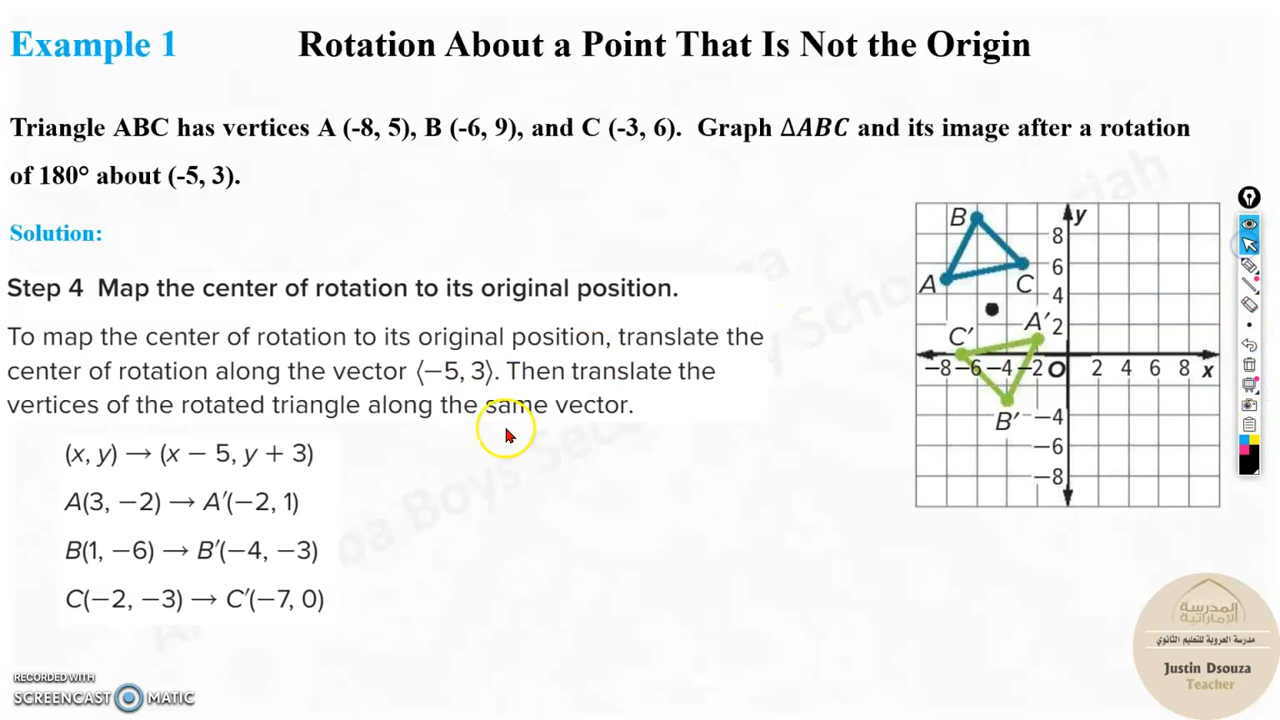 Example 1 Rotation About a Point That Is Not the Origin
Triangle ABC has vertices A (-8, 5), B (-6, 9), and C (-3, 6). Graph ΔABC and its image after a rotation
of 180° about (-5, 3).
Solution:
Step 4 Map the center of rotation to its original position.
To map the center of rotation to its original position, translate the
center of rotation along the vector ⟨−5, 3⟩. Then translate the
vertices of the rotated triangle along the same vector.
(x, y) → (x − 5, y + 3)
A(3, −2) → A′(−2, 1)
B(1, −6) → B′(−4, −3)
C(−2, −3) → C′(−7, 0)
B y
8
A C 6
4
C′ A′ 2
−8 −6 −4 −2 O 2 4 6 8 x
B′ −4
−6
−8
المدرسة
الإماراتية
مدرسة العروبة للتعليم الثانوي
Justin Dsouza
Teacher
RECORDED WITH
SCREENCAST MATIC